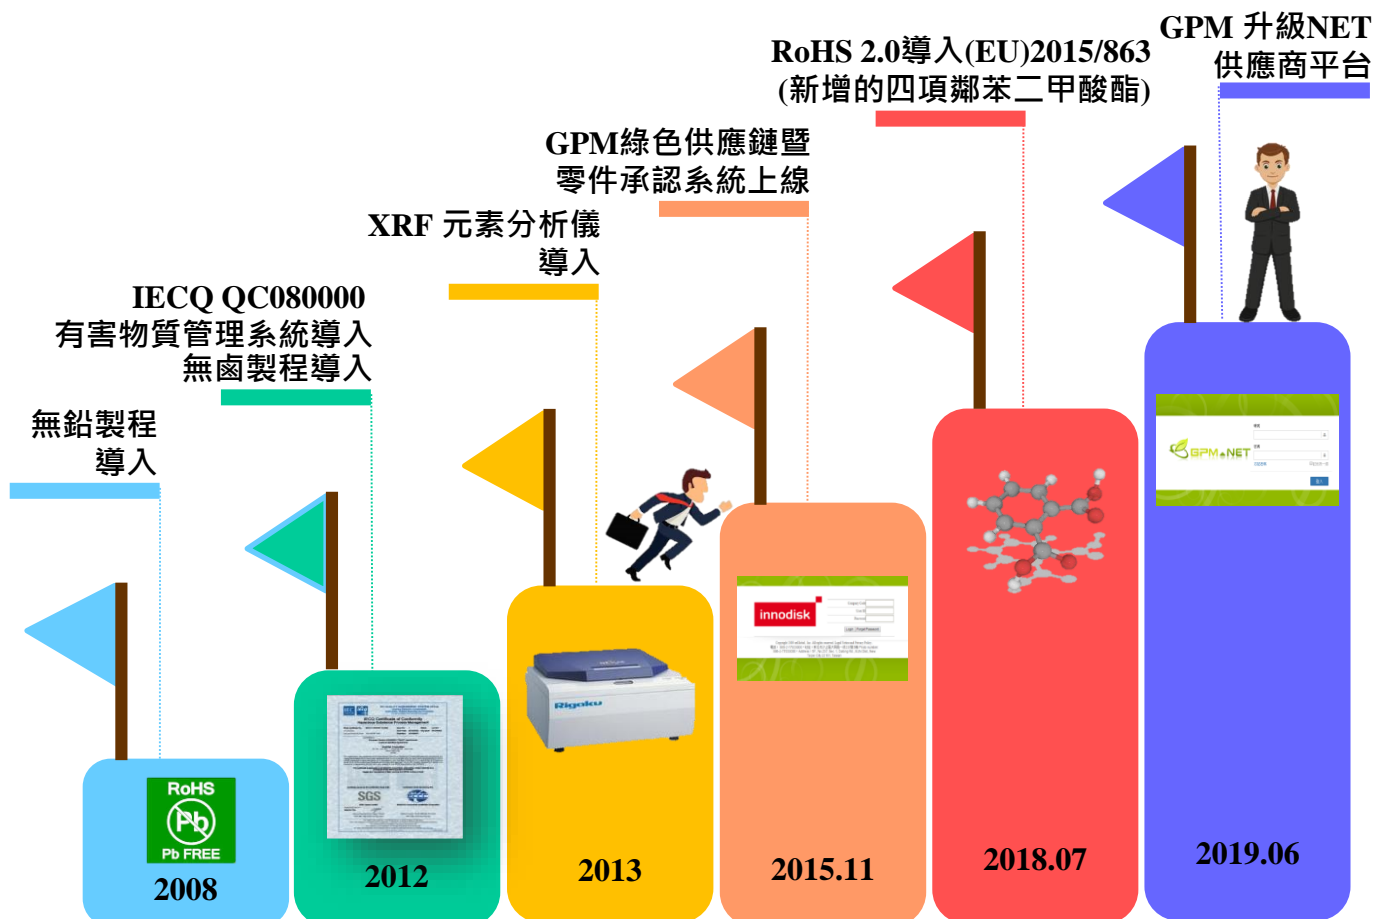 無鉛製程
導入
IECQ QC080000
有害物質管理系統導入
無鹵製程導入
XRF 元素分析儀
導入
GPM綠色供應鏈暨
零件承認系統上線
RoHS 2.0導入(EU)2015/863
(新增的四項鄰苯二甲酸酯)
GPM 升級NET
供應商平台
RoHS
Pb
Pb FREE
2008
IECQ Certificate of Conformity
SGS
2012
Rigaku
2013
innodisk
2015.11
2018.07
GPM NET
2019.06